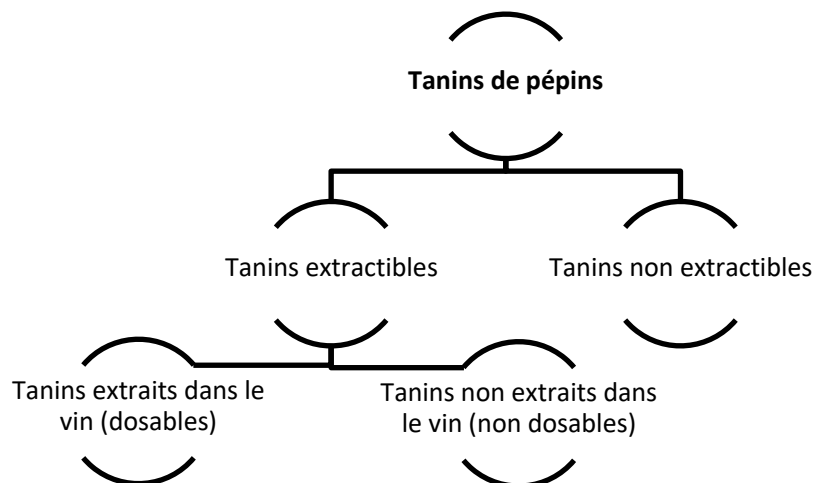 Tanins de pépins
Tanins extractibles
Tanins non extractibles
Tanins extraits dans le
vin (dosables)
Tanins non extraits dans
le vin (non dosables)